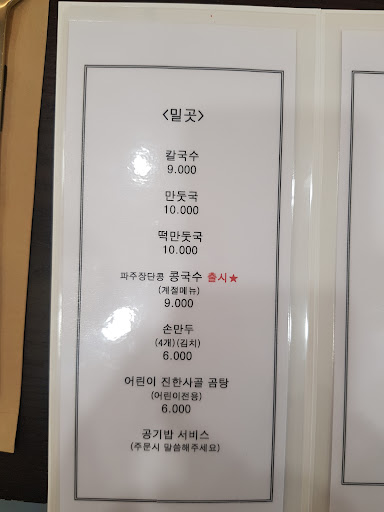 <밀곳>
칼국수
9.000
만둣국
10.000
떡만둣국
10.000
파주장단콩 콩국수 출시★
(계절메뉴)
9.000
손만두
(4개)(김치)
6.000
어린이 진한사골 곰탕
(어린이전용)
6.000
공기밥 서비스
(주문시 말씀해주세요)